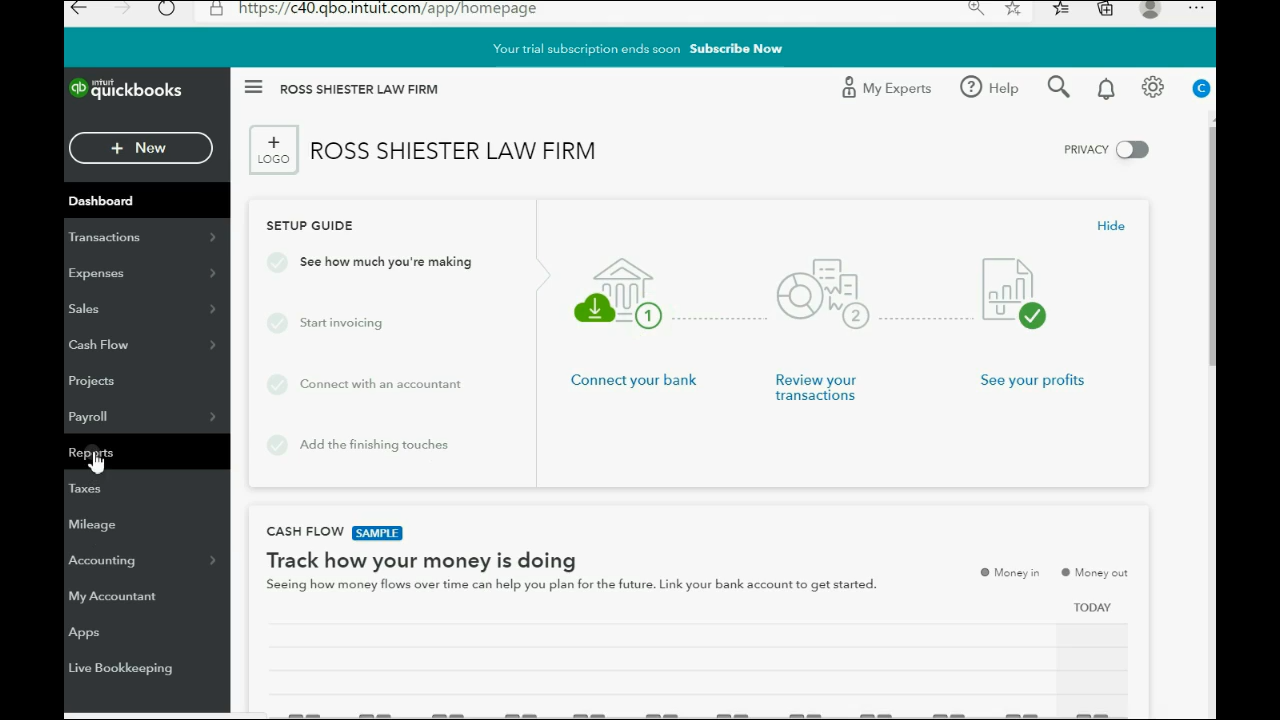 https://c40.qbo.intuit.com/app/homepage
Your trial subscription ends soon Subscribe Now
intuit quickbooks
ROSS SHIESTER LAW FIRM
My Experts
Help
C
+ New
+ LOGO
ROSS SHIESTER LAW FIRM
PRIVACY
Dashboard
Transactions
Expenses
Sales
Cash Flow
Projects
Payroll
Reports
Taxes
Mileage
Accounting
My Accountant
Apps
Live Bookkeeping
SETUP GUIDE
Hide
See how much you're making
Start invoicing
Connect with an accountant
Add the finishing touches
1
2
Connect your bank
Review your
transactions
See your profits
CASH FLOW SAMPLE
Track how your money is doing
Seeing how money flows over time can help you plan for the future. Link your bank account to get started.
Money in
Money out
TODAY